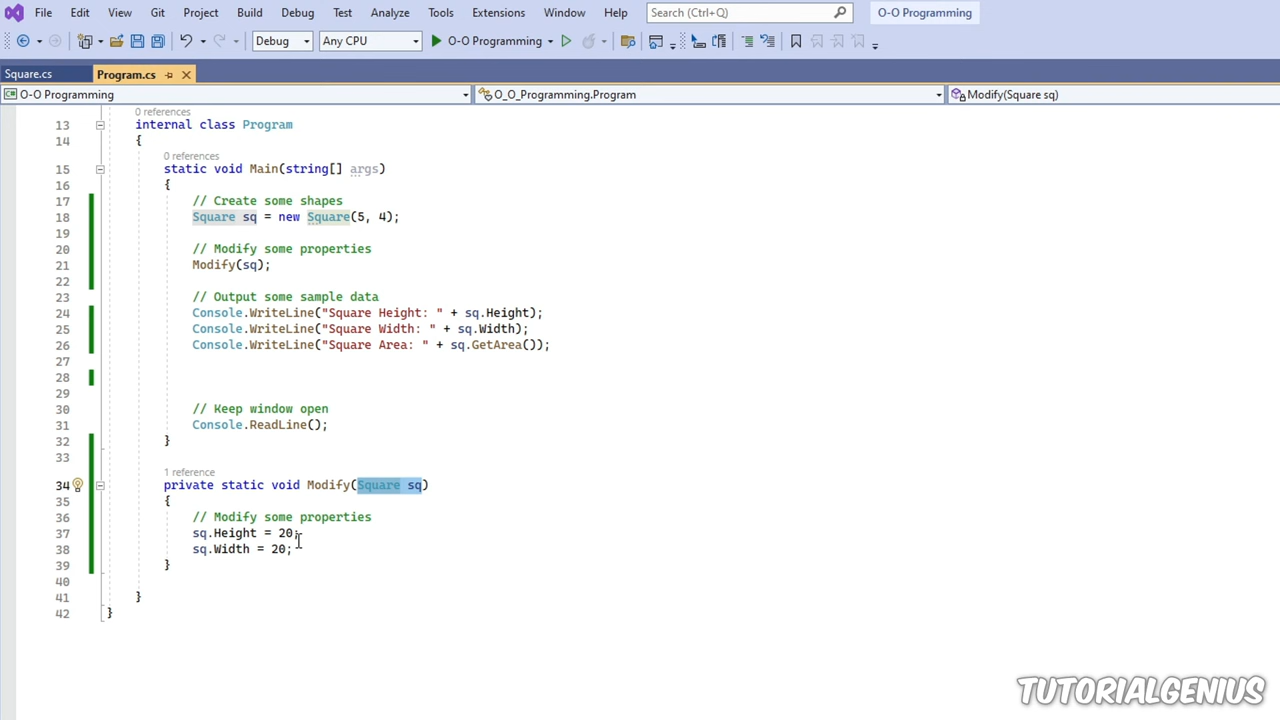 File Edit View Git Project Build Debug Test Analyze Tools Extensions Window Help Search (Ctrl+Q) O-O Programming
Debug Any CPU O-O Programming
Square.cs Program.cs
O-O Programming O_O_Programming.Program Modify(Square sq)
0 references
13 internal class Program
14 {
0 references
15 static void Main(string[] args)
16 {
17 // Create some shapes
18 Square sq = new Square(5, 4);
19
20 // Modify some properties
21 Modify(sq);
22
23 // Output some sample data
24 Console.WriteLine("Square Height: " + sq.Height);
25 Console.WriteLine("Square Width: " + sq.Width);
26 Console.WriteLine("Square Area: " + sq.GetArea());
27
28
29
30 // Keep window open
31 Console.ReadLine();
32 }
33
1 reference
34 private static void Modify(Square sq)
35 {
36 // Modify some properties
37 sq.Height = 20;
38 sq.Width = 20;
39 }
40
41 }
42 }
TUTORIALGENIUS